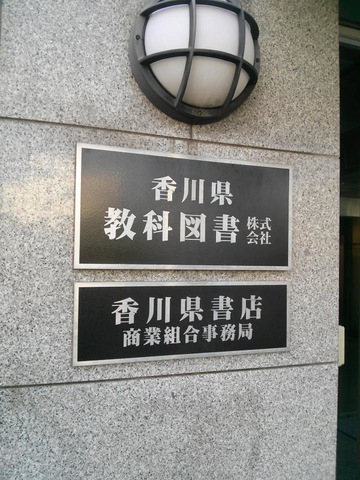 香川県
教科図書株式会社
香川県書店
商業組合事務局